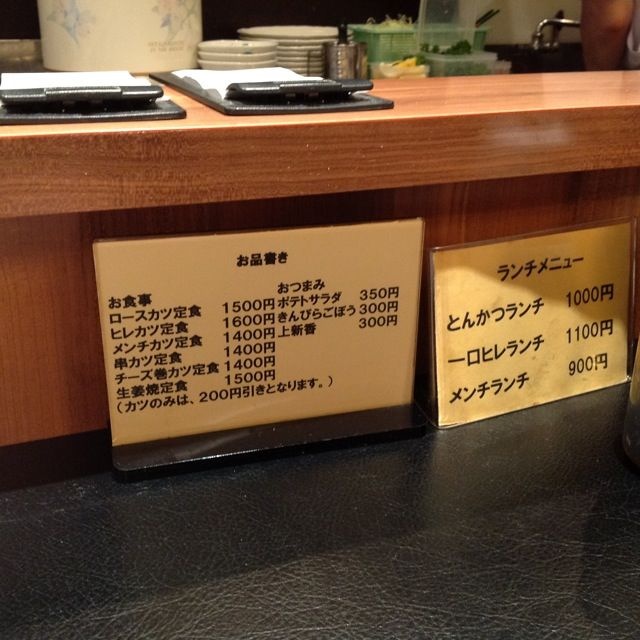 お品書き
お食事
ロースカツ定食 1500円
ヒレカツ定食 1600円
メンチカツ定食 1400円
串カツ定食 1400円
チーズ巻カツ定食 1400円
生姜焼定食 1500円
（カツのみは、200円引きとなります。）
おつまみ
ポテトサラダ 350円
きんぴらごぼう 300円
上新香 300円
ランチメニュー
とんかつランチ 1000円
一口ヒレランチ 1100円
メンチランチ 900円